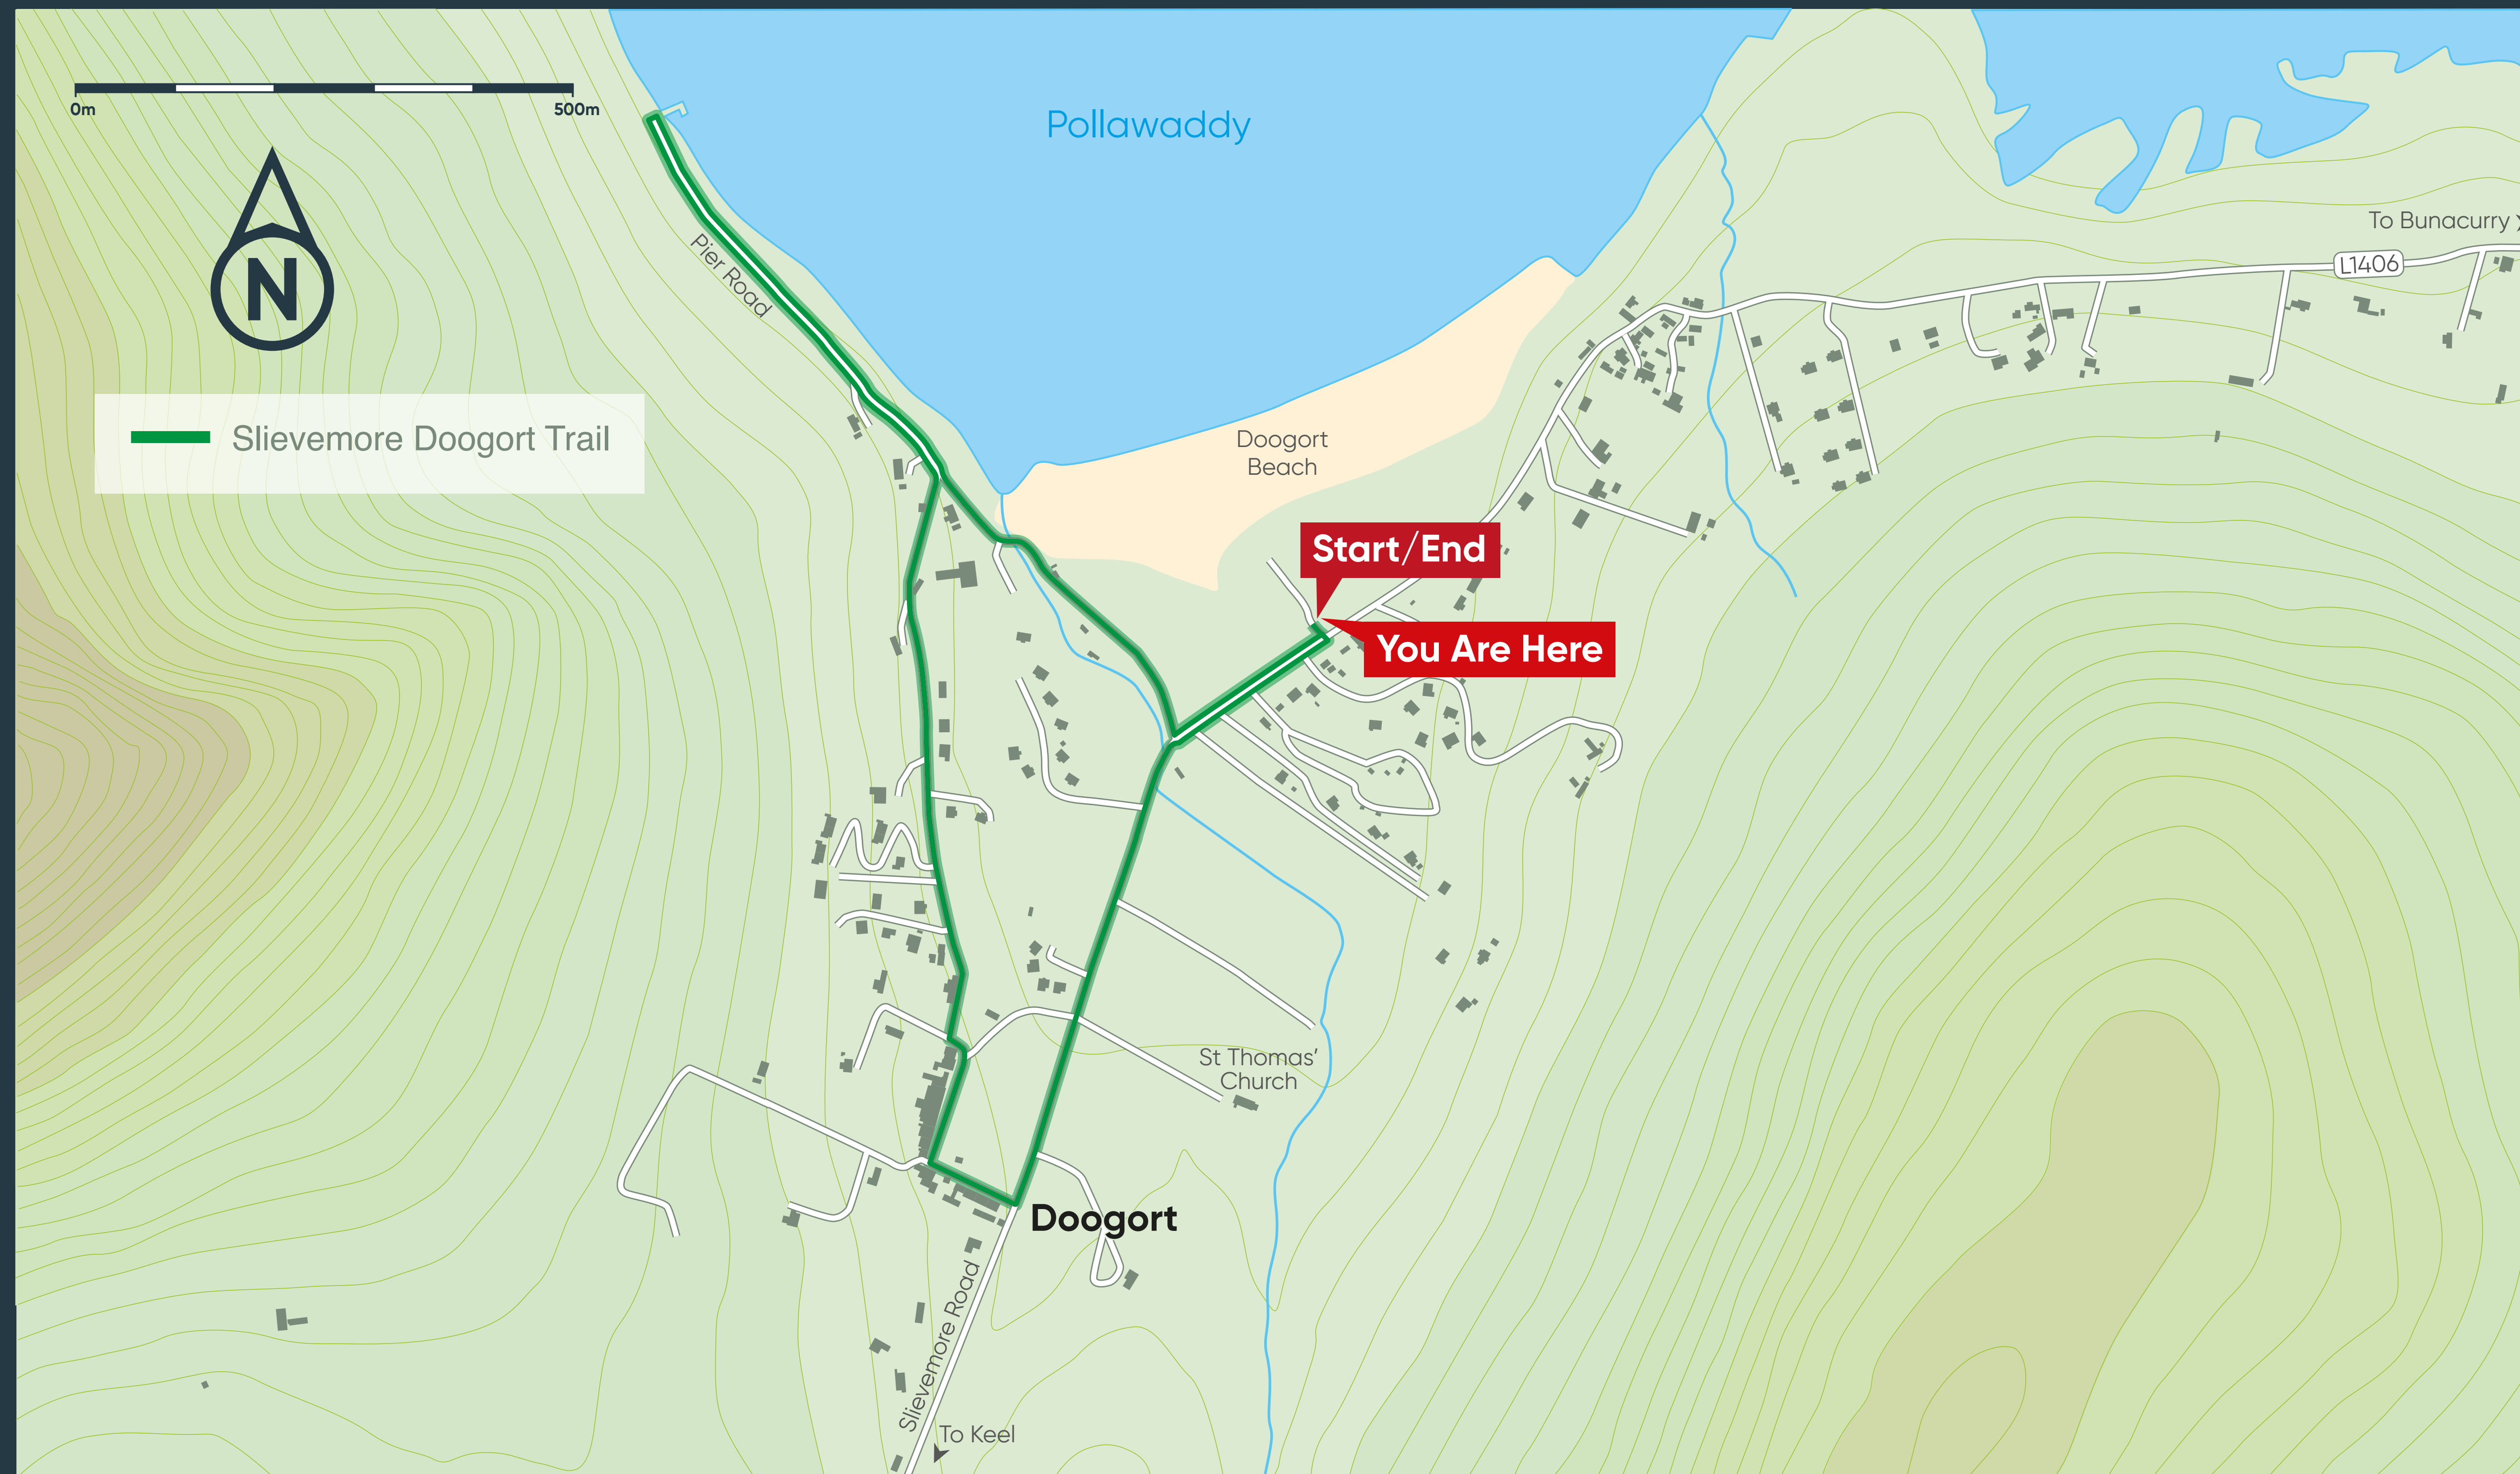 0m 500m
Pollawaddy
N
To Bunacurry
Pier Road
L1406
Slievemore Doogort Trail
Doogort
Beach
Start/End
You Are Here
St Thomas’
Church
Doogort
Slievemore Road
To Keel